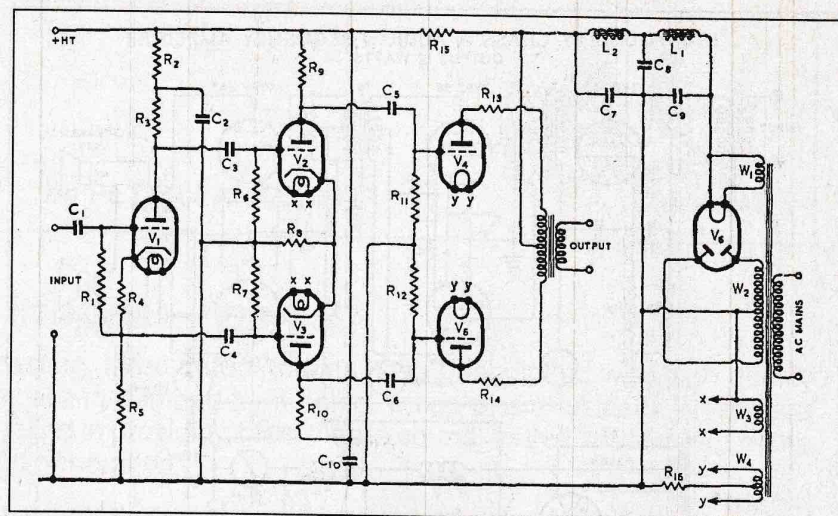 +HT
R2
R9
R15
L2
L1
C8
C5
R13
C7
C9
R3
C2
C3
V2
V4
W1
R6
x x
R11
y y
C1
V1
V6
R8
OUTPUT
W2
INPUT
R1
R4
R7
x x
R12
y y
AC MAINS
V3
V5
C4
C6
R14
x
W3
R5
R10
x
C10
W4
y
R16
y